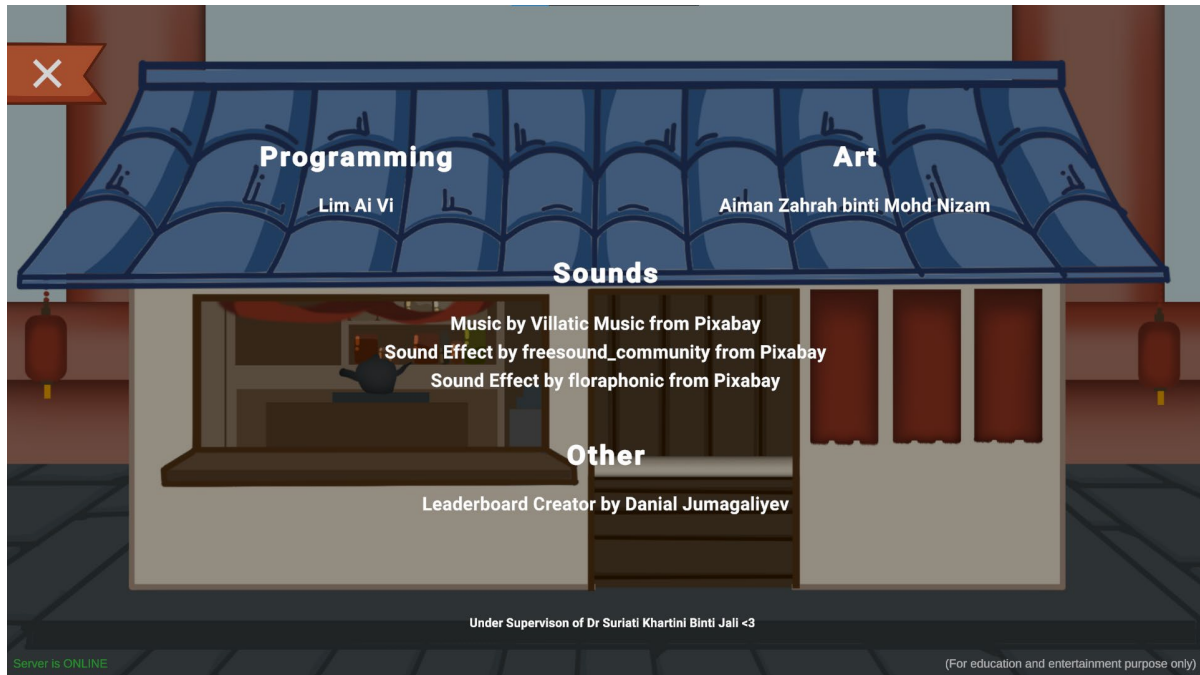 Programming
Art
Lim Ai Vi
Aiman Zahrah binti Mohd Nizam
Sounds
Music by Villatic Music from Pixabay
Sound Effect by freesound_community from Pixabay
Sound Effect by floraphonic from Pixabay
Other
Leaderboard Creator by Danial Jumagaliyev
Under Supervison of Dr Suriati Khartini Binti Jali <3
Server is ONLINE
(For education and entertainment purpose only)